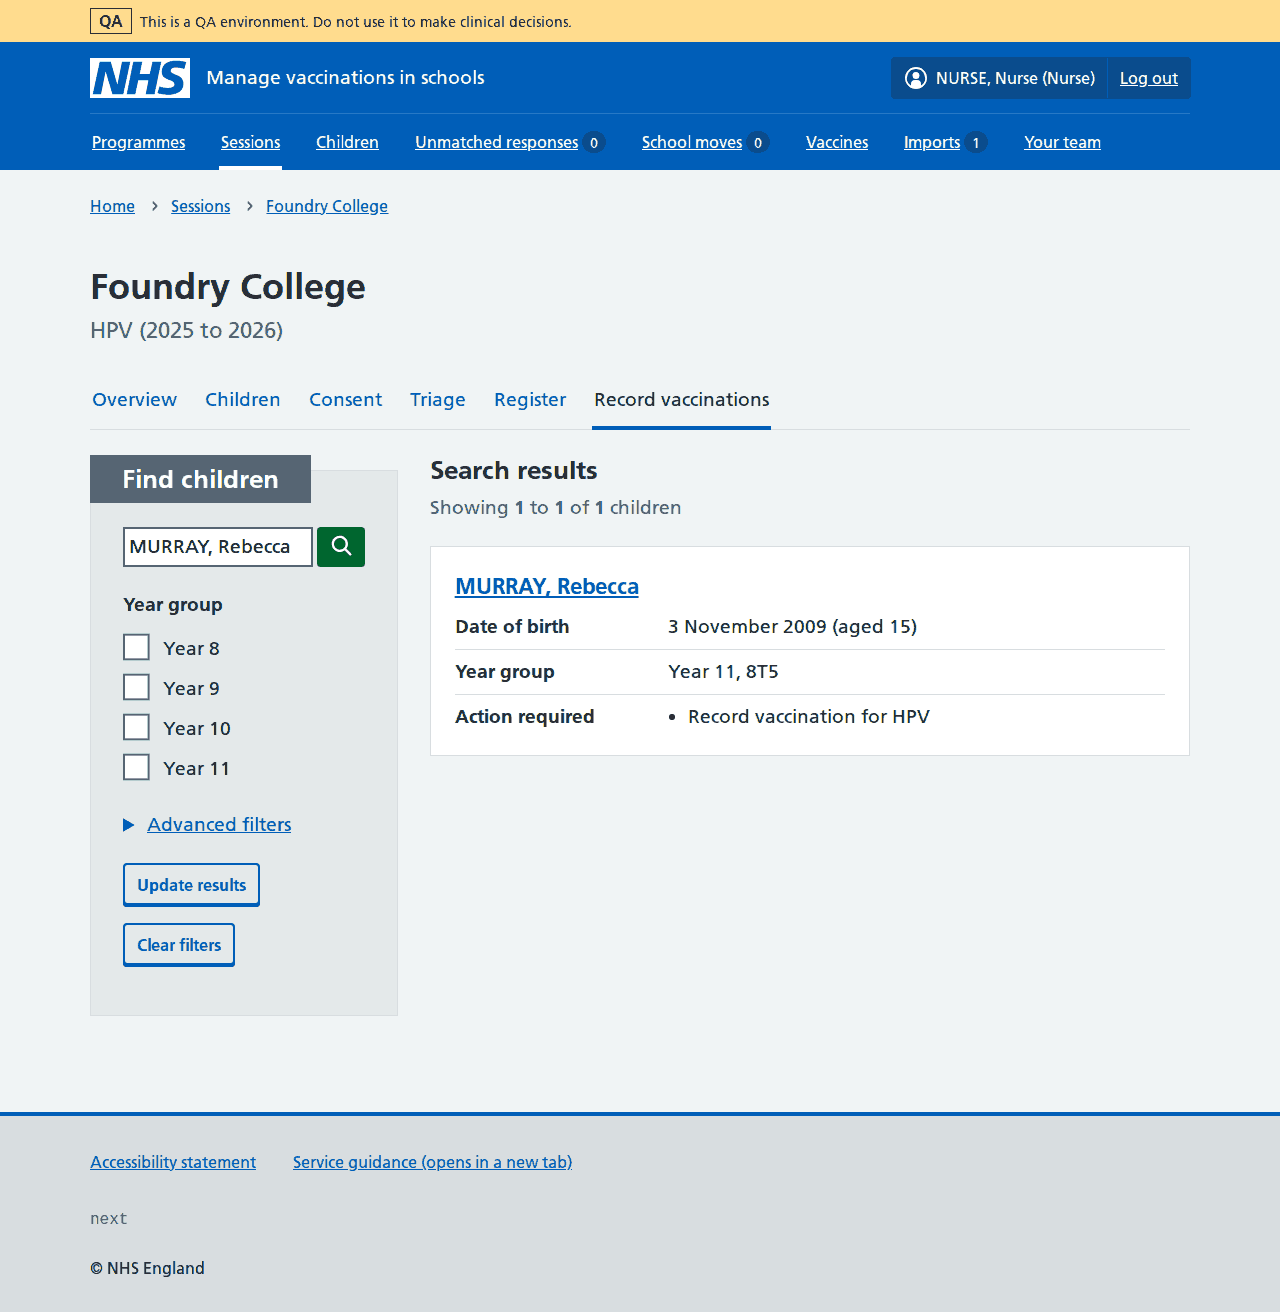 QA This is a QA environment. Do not use it to make clinical decisions.
NHS Manage vaccinations in schools NURSE, Nurse (Nurse) Log out
Programmes Sessions Children Unmatched responses 0 School moves 0 Vaccines Imports 1 Your team
Home Sessions Foundry College
Foundry College
HPV (2025 to 2026)
Overview Children Consent Triage Register Record vaccinations
Find children
MURRAY, Rebecca
Year group
Year 8
Year 9
Year 10
Year 11
Advanced filters
Update results
Clear filters
Search results
Showing 1 to 1 of 1 children
MURRAY, Rebecca
Date of birth 3 November 2009 (aged 15)
Year group Year 11, 8T5
Action required • Record vaccination for HPV
Accessibility statement Service guidance (opens in a new tab)
next
© NHS England